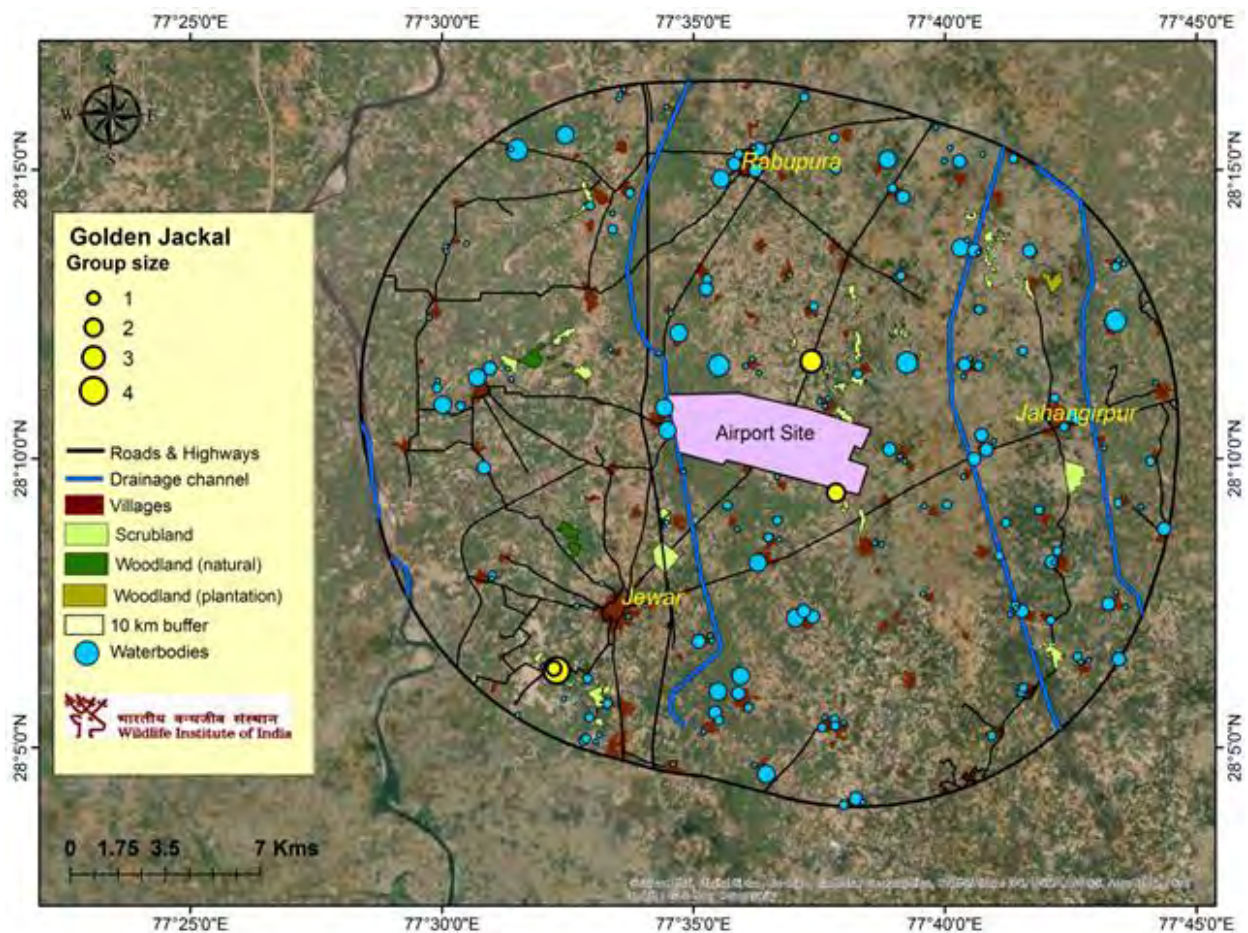 77°25'0"E 77°30'0"E 77°35'0"E 77°40'0"E 77°45'0"E
N
W E
S
28°15'0"N
28°15'0"N
Rabupura
Golden Jackal
Group size
1
2
3
4
Roads & Highways
Drainage channel
Villages
Scrubland
Woodland (natural)
Woodland (plantation)
10 km buffer
Waterbodies
भारतीय वन्यजीव संस्थान
Wildlife Institute of India
Airport Site
Jahangirpur
28°10'0"N
28°10'0"N
Jewar
28°5'0"N
28°5'0"N
0 1.75 3.5 7 Kms
77°25'0"E 77°30'0"E 77°35'0"E 77°40'0"E 77°45'0"E